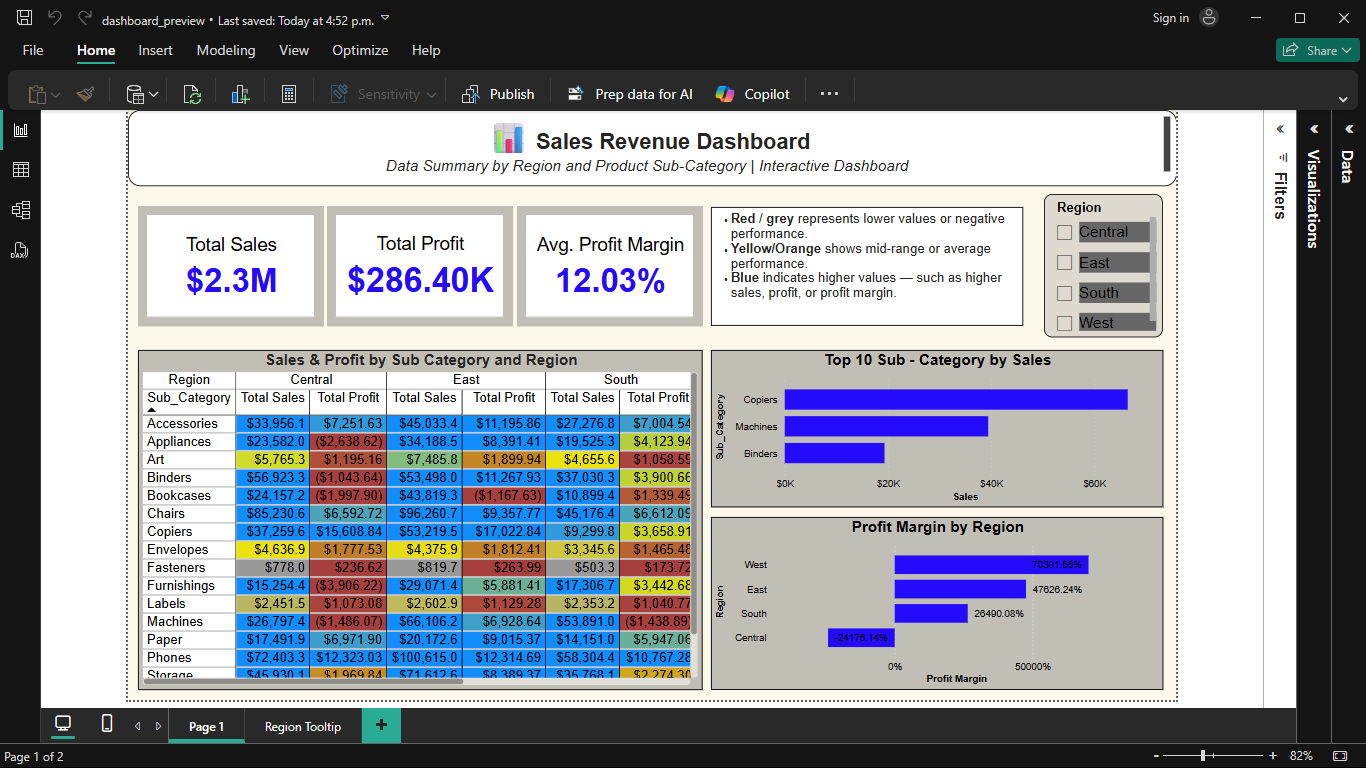 dashboard_preview • Last saved: Today at 4:52 p.m.
Sign in
File Home Insert Modeling View Optimize Help
Share
Sensitivity
Publish
Prep data for AI
Copilot
Sales Revenue Dashboard
Data Summary by Region and Product Sub-Category | Interactive Dashboard
Total Sales
$2.3M
Total Profit
$286.40K
Avg. Profit Margin
12.03%
• Red / grey represents lower values or negative
performance.
• Yellow/Orange shows mid-range or average
performance.
• Blue indicates higher values — such as higher
sales, profit, or profit margin.
Region
Central
East
South
West
Filters
Visualizations
Data
Sales & Profit by Sub Category and Region
Region Central East South
Sub_Category Total Sales Total Profit Total Sales Total Profit Total Sales Total Profit
Accessories $33,956.1 $7,251.63 $45,033.4 $11,195.86 $27,276.8 $7,004.54
Appliances $23,582.0 ($2,638.62) $34,188.5 $8,391.41 $19,525.3 $4,123.94
Art $5,765.3 $1,195.16 $7,485.8 $1,899.94 $4,655.6 $1,058.59
Binders $56,923.3 ($1,043.64) $53,498.0 $11,267.93 $37,030.3 $3,900.66
Bookcases $24,157.2 ($1,997.90) $43,819.3 ($1,167.63) $10,899.4 $1,339.49
Chairs $85,230.6 $6,592.72 $96,260.7 $9,357.77 $45,176.4 $6,612.09
Copiers $37,259.6 $15,608.84 $53,219.5 $17,022.84 $9,299.8 $3,658.91
Envelopes $4,636.9 $1,777.53 $4,375.9 $1,812.41 $3,345.6 $1,465.48
Fasteners $778.0 $236.62 $819.7 $263.99 $503.3 $173.72
Furnishings $15,254.4 ($3,906.22) $29,071.4 $5,881.41 $17,306.7 $3,442.68
Labels $2,451.5 $1,073.08 $2,602.9 $1,129.28 $2,353.2 $1,040.77
Machines $26,797.4 ($1,486.07) $66,106.2 $6,928.64 $53,891.0 ($1,438.89)
Paper $17,491.9 $6,971.90 $20,172.6 $9,015.37 $14,151.0 $5,947.06
Phones $72,403.3 $12,323.03 $100,615.0 $12,314.69 $58,304.4 $10,767.28
Storage $45,930.1 $1,969.84 $71,612.6 $8,389.37 $35,768.1 $2,274.30
Top 10 Sub - Category by Sales
Sub_Category
Copiers
Machines
Binders
$0K $20K $40K $60K
Sales
Profit Margin by Region
Region
West 70301.56%
East 47626.24%
South 26490.08%
Central -24176.14%
0% 50000%
Profit Margin
Page 1
Region Tooltip
+
Page 1 of 2
- + 82%